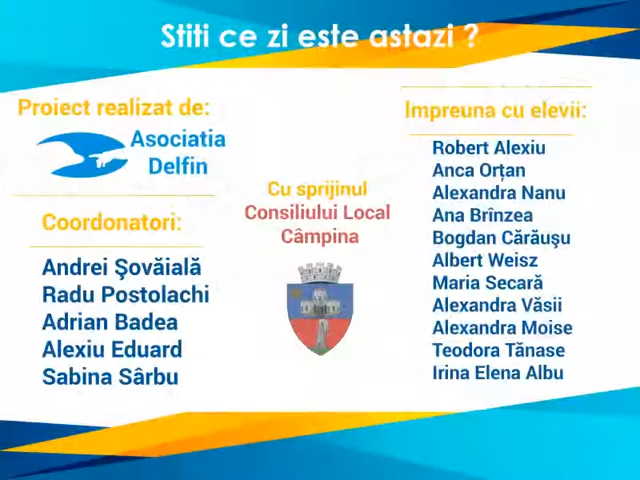 Stiti ce zi este astazi ?
Proiect realizat de:
Asociatia
Delfin
Coordonatori:
Andrei Şovăială
Radu Postolachi
Adrian Badea
Alexiu Eduard
Sabina Sârbu
Cu sprijinul
Consiliului Local
Câmpina
Impreuna cu elevii:
Robert Alexiu
Anca Orțan
Alexandra Nanu
Ana Brînzea
Bogdan Cărăuşu
Albert Weisz
Maria Secară
Alexandra Văsii
Alexandra Moise
Teodora Tănase
Irina Elena Albu